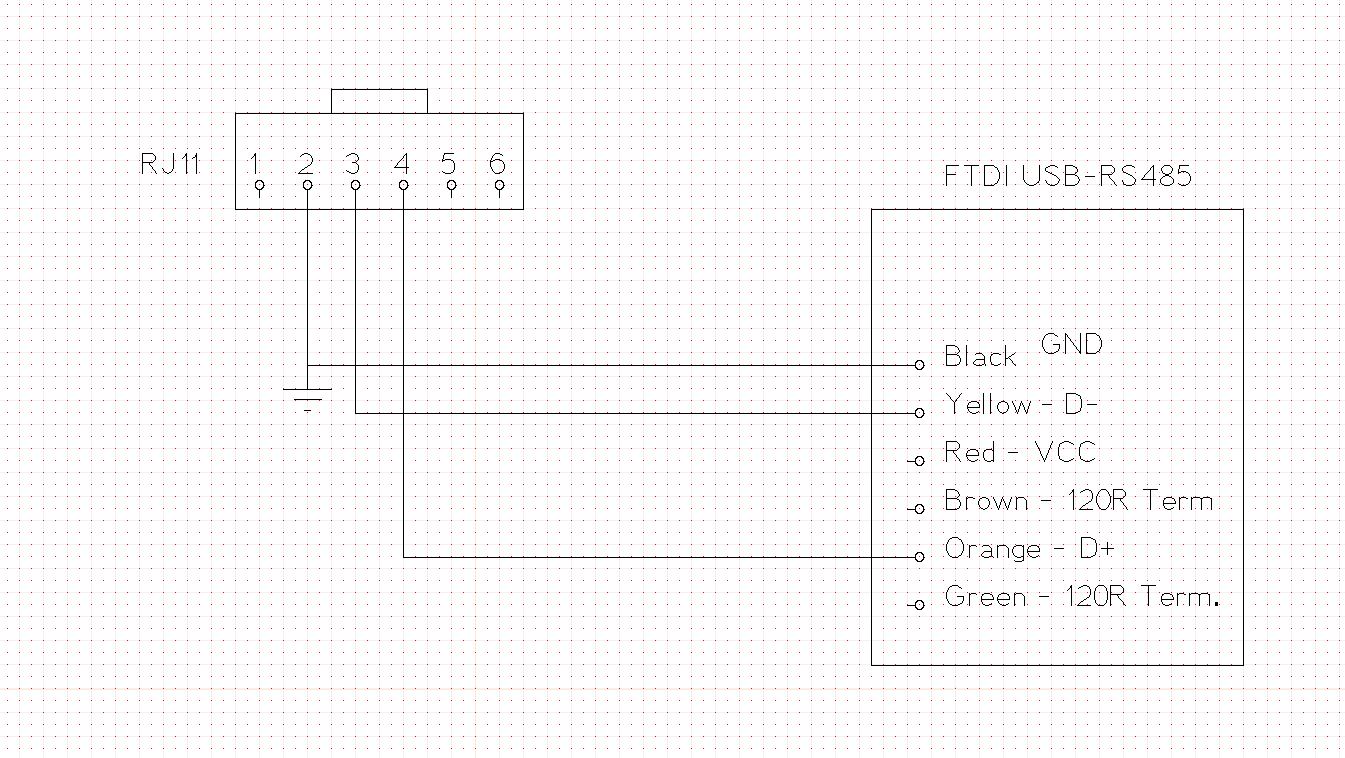 RJ11 1 2 3 4 5 6
FTDI USB-RS485
Black GND
Yellow - D-
Red - VCC
Brown - 120R Term
Orange - D+
Green - 120R Term.